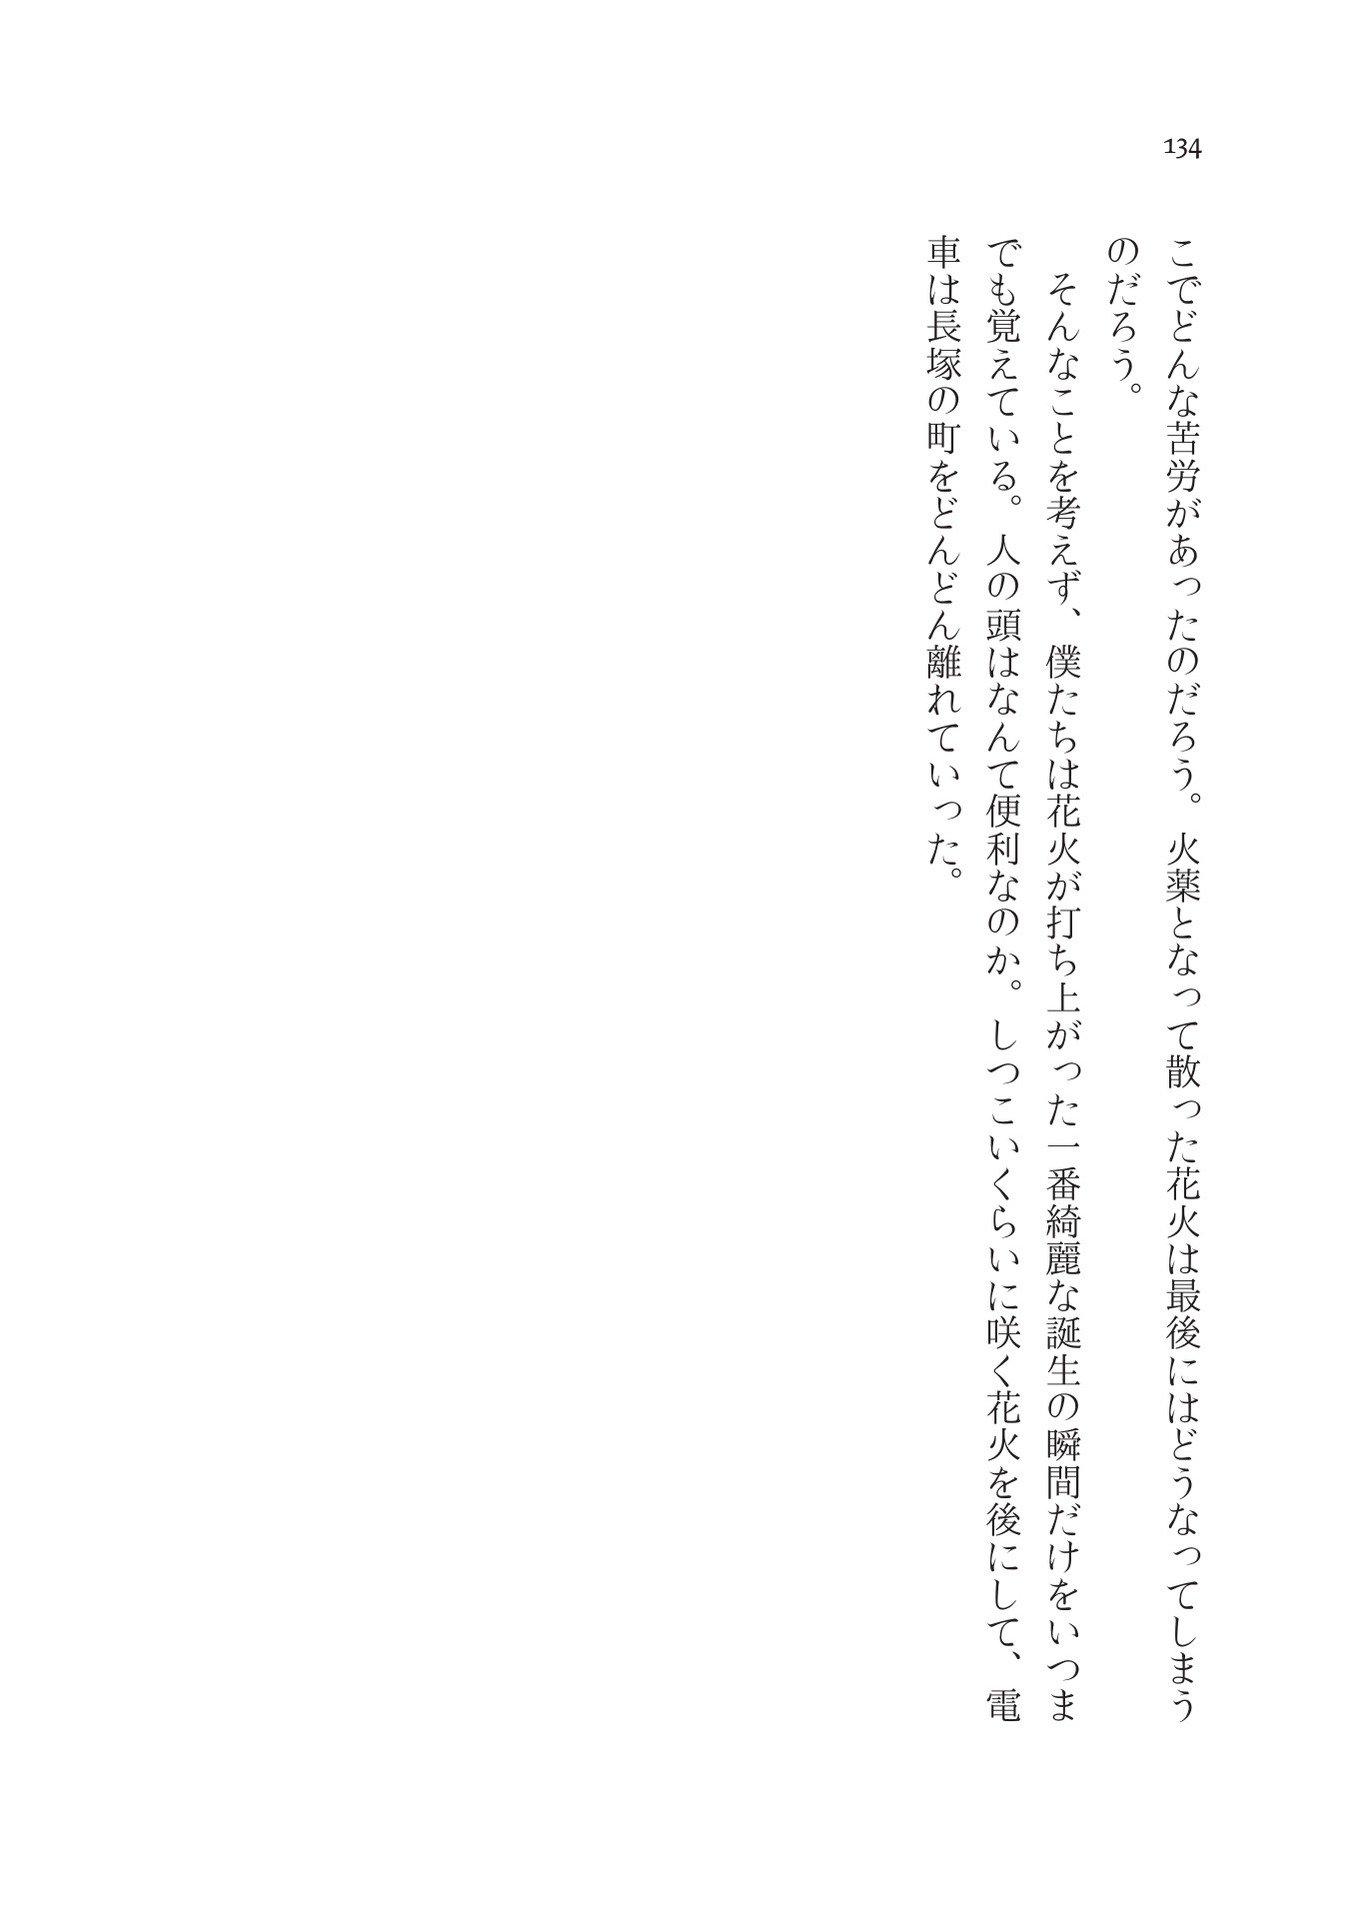 134
こでどんな苦労があったのだろう。火薬となって散った花火は最後にはどうなってしまう
のだろう。
　そんなことを考えず、僕たちは花火が打ち上がった一番綺麗な誕生の瞬間だけをいつま
でも覚えている。人の頭はなんて便利なのか。しつこいくらいに咲く花火を後にして、電
車は長塚の町をどんどん離れていった。